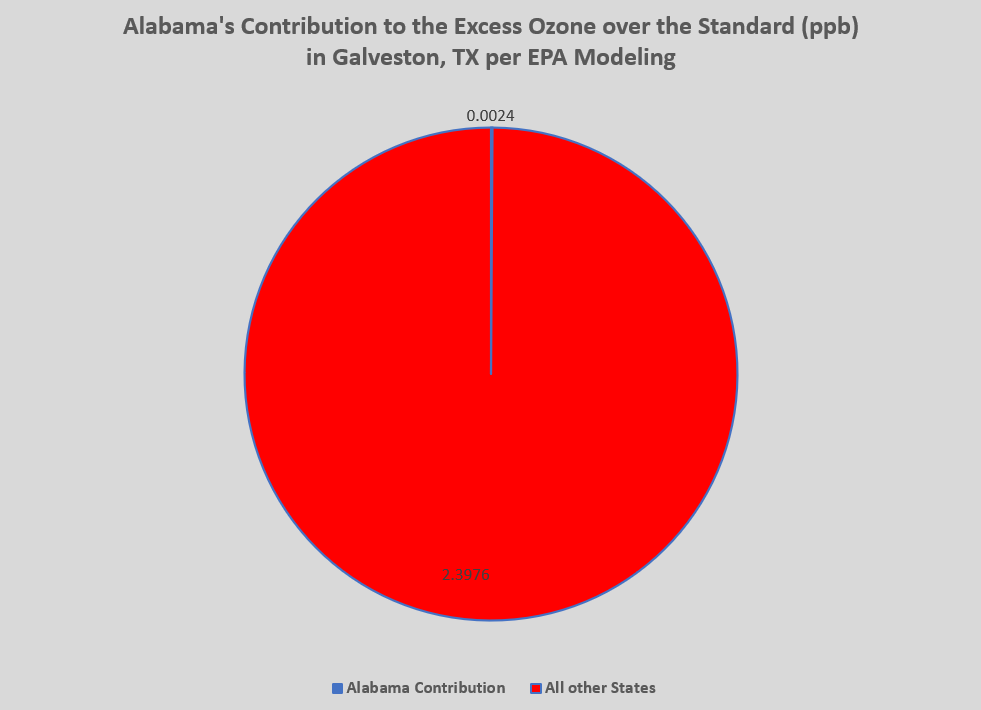 Alabama's Contribution to the Excess Ozone over the Standard (ppb)
in Galveston, TX per EPA Modeling
0.0024
2.3976
Alabama Contribution
All other States